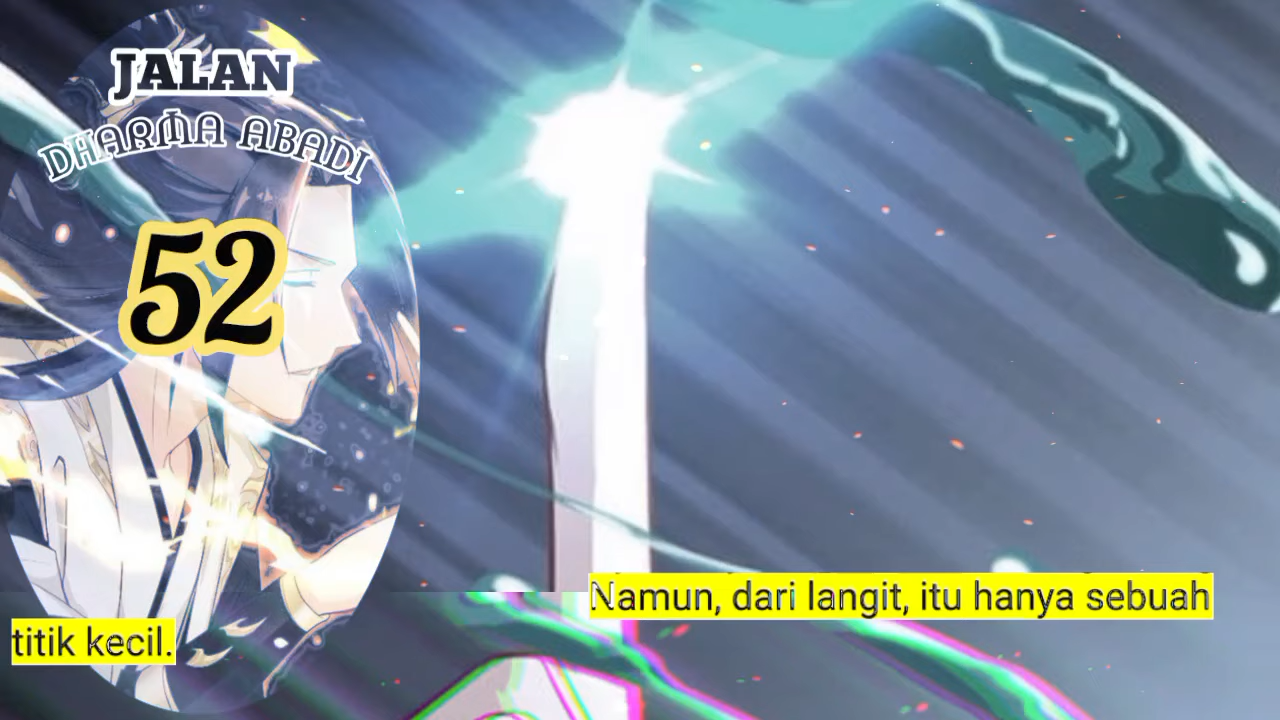 JALAN
DHARMA ABADI
52
Namun, dari langit, itu hanya sebuah
titik kecil.